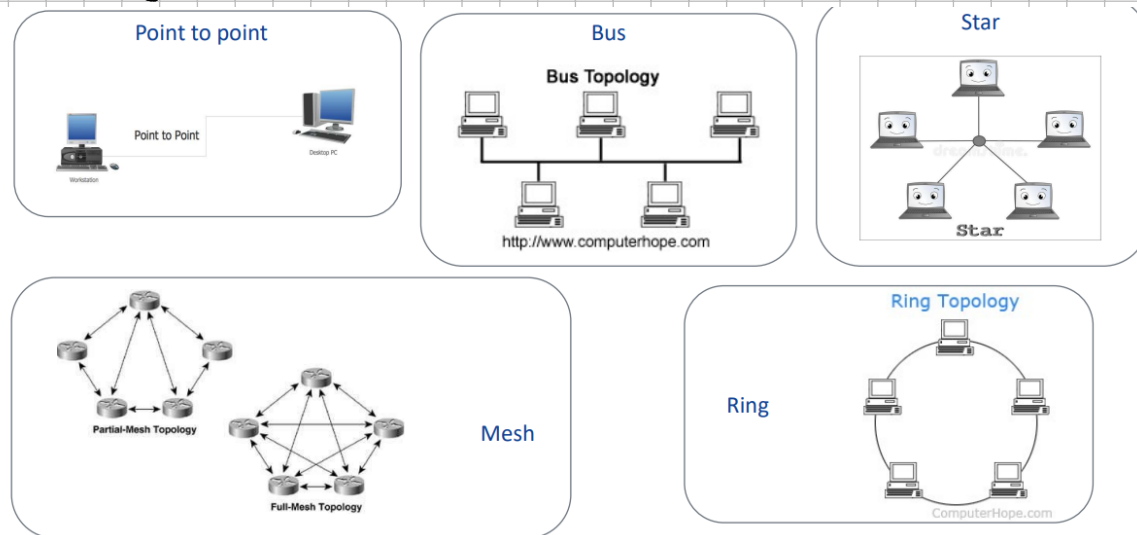 Point to point
Point to Point
Workstation
Desktop PC
Bus
Bus Topology
http://www.computerhope.com
Star
dreamstime.
Star
Partial-Mesh Topology
Full-Mesh Topology
Mesh
Ring Topology
Ring
ComputerHope.com